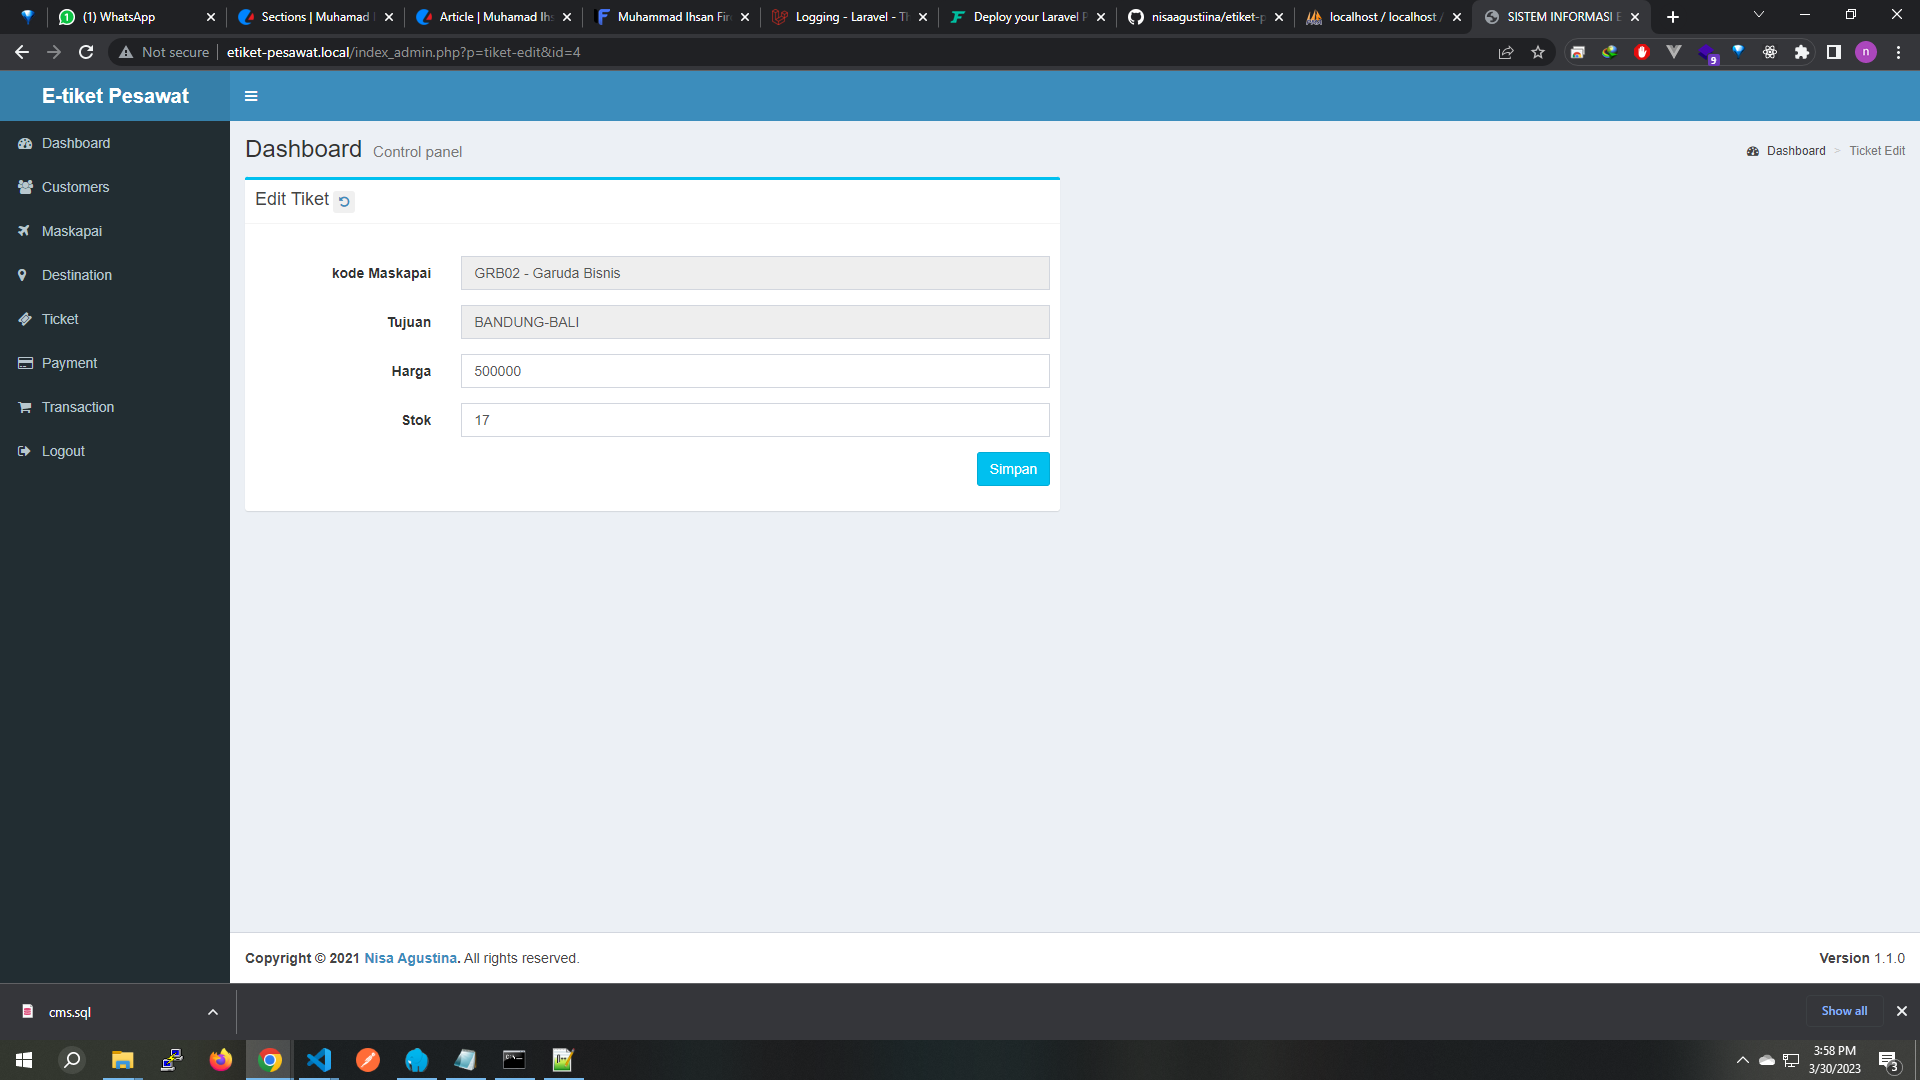 (1) WhatsApp
Sections | Muhamad
Article | Muhamad Ihs
Muhammad Ihsan Fir
Logging - Laravel - Th
Deploy your Laravel P
nisaagustiina/etiket-p
localhost / localhost /
SISTEM INFORMASI E
Not secure
etiket-pesawat.local/index_admin.php?p=tiket-edit&id=4
9
n
E-tiket Pesawat
Dashboard
Customers
Maskapai
Destination
Ticket
Payment
Transaction
Logout
Dashboard Control panel
Dashboard > Ticket Edit
Edit Tiket
kode Maskapai GRB02 - Garuda Bisnis
Tujuan BANDUNG-BALI
Harga 500000
Stok 17
Simpan
Copyright © 2021 Nisa Agustina. All rights reserved.
Version 1.1.0
cms.sql
Show all
3:58 PM
3/30/2023
3